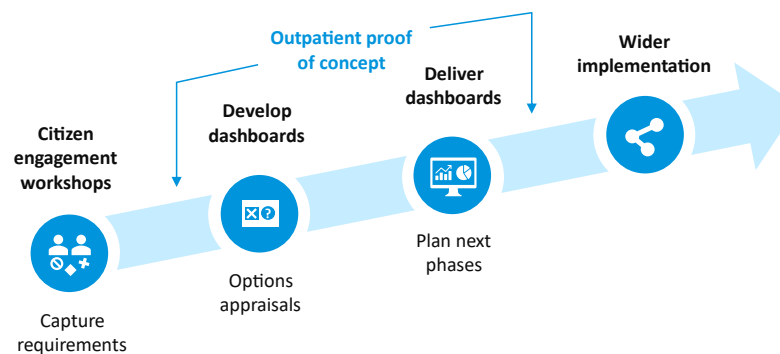 Outpatient proof
of concept
Wider
implementation
Deliver
dashboards
Develop
dashboards
Citizen
engagement
workshops
Plan next
phases
Options
appraisals
Capture
requirements